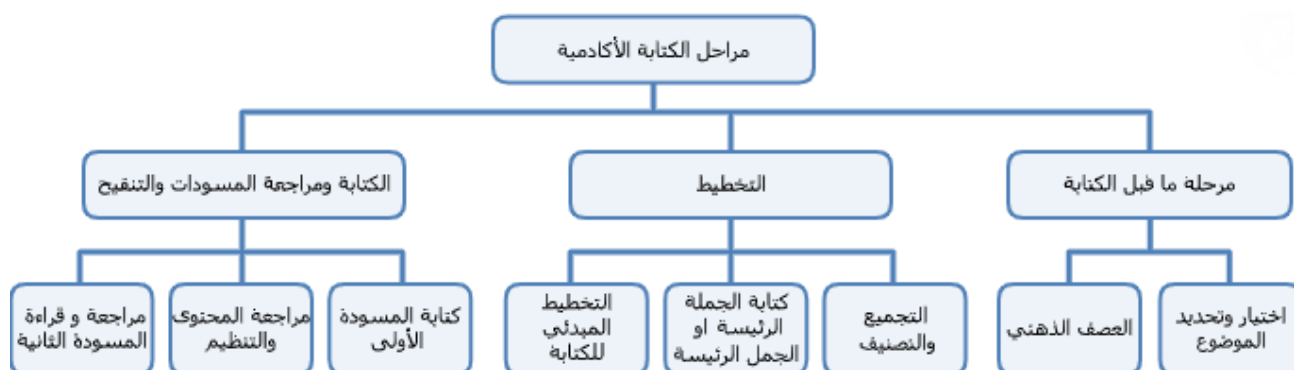 مراحل الكتابة الأكادمية
مرحلة ما قبل الكتابة
التخطيط
الكتابة ومراجعة المسودات والتنقيح
اختيار وتحديد
الموضوع
العصف الذهني
التجميع
والتصنيف
كتابة الجملة
الرئيسة او
الجمل الرئيسة
التخطيط
المبدئي
للكتابة
كتابة المسودة
الأولى
مراجعة المحتوى
والتنظيم
مراجعة و قراءة
المسودة الثانية